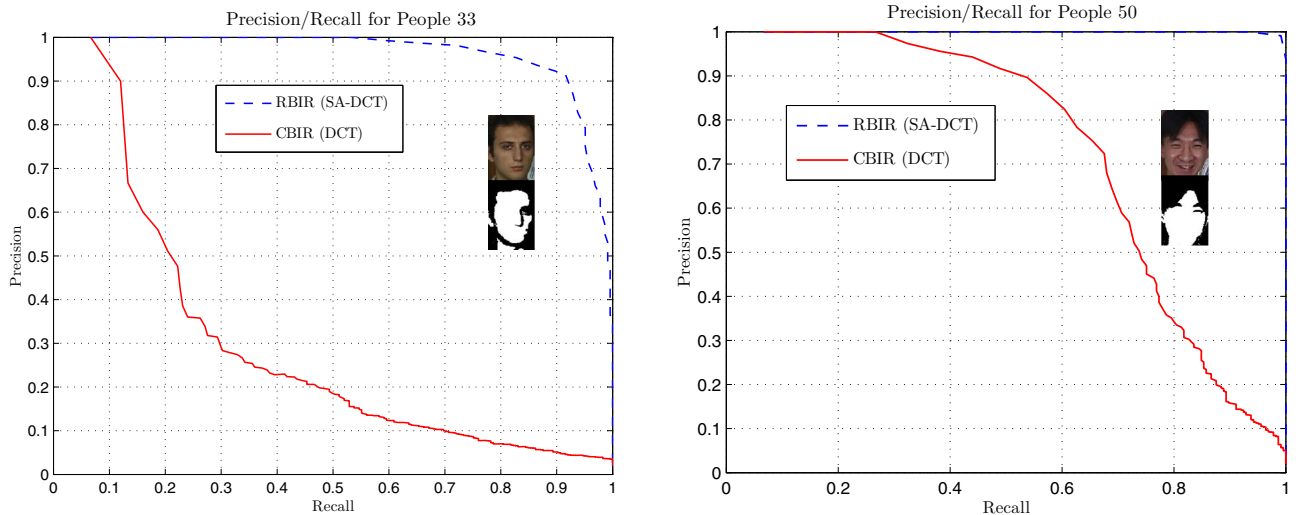 Precision/Recall for People 33
1
0.9
0.8
0.7
0.6
0.5
0.4
0.3
0.2
0.1
0
Precision
RBIR (SA-DCT)
CBIR (DCT)
0 0.1 0.2 0.3 0.4 0.5 0.6 0.7 0.8 0.9 1
Recall
Precision/Recall for People 50
1
0.9
0.8
0.7
0.6
0.5
0.4
0.3
0.2
0.1
0
Precision
RBIR (SA-DCT)
CBIR (DCT)
0 0.2 0.4 0.6 0.8 1
Recall